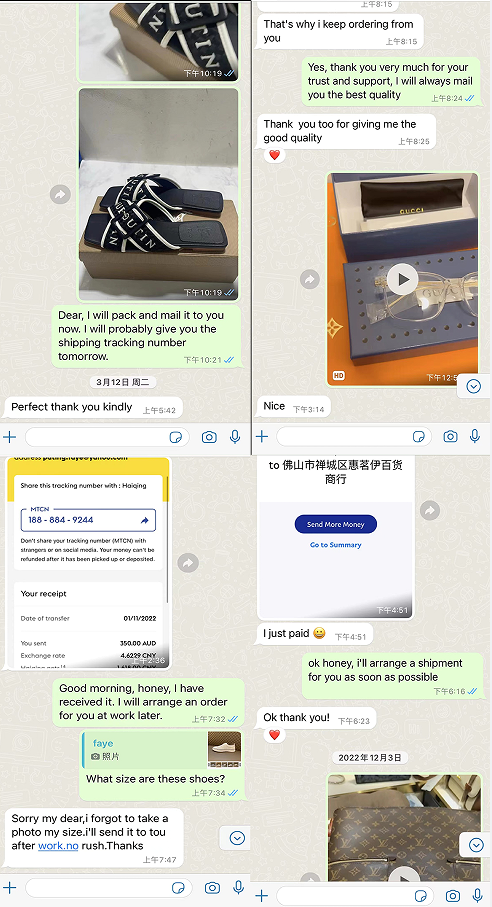 下午10:19
下午10:19
Dear, I will pack and mail it to you
now. I will probably give you the
shipping tracking number
tomorrow.
下午10:21
3月12日 周二
Perfect thank you kindly 上午5:42
上午8:15
That's why i keep ordering from
you 上午8:15
Yes, thank you very much for your
trust and support, I will always mail
you the best quality 下午8:24
Thank you too for giving me the
good quality 上午8:25
GUCCI
HD
下午12:5
Nice 下午3:14
Share this tracking number with : Haiqing
MTCN
188 - 884 - 9244
Don't share your tracking number (MTCN) with
strangers or on social media. Your money can't be
refunded after it has been picked up or deposited.
Your receipt
Date of transfer 01/11/2022
You sent 350.00 AUD
Exchange rate 4.6229 CNY
上午2:36
Good morning, honey, I have
received it. I will arrange an order
for you at work later.
上午7:32
faye
照片
What size are these shoes?
上午7:34
Sorry my dear,i forgot to take a
photo my size.i'll send it to tou
after work.no rush.Thanks
上午7:47
to 佛山市禅城区惠茗伊百货
商行
Send More Money
Go to Summary
下午4:51
I just paid 😀 下午4:51
ok honey, i'll arrange a shipment
for you as soon as possible
下午6:16
Ok thank you! 下午6:23
2022年12月3日